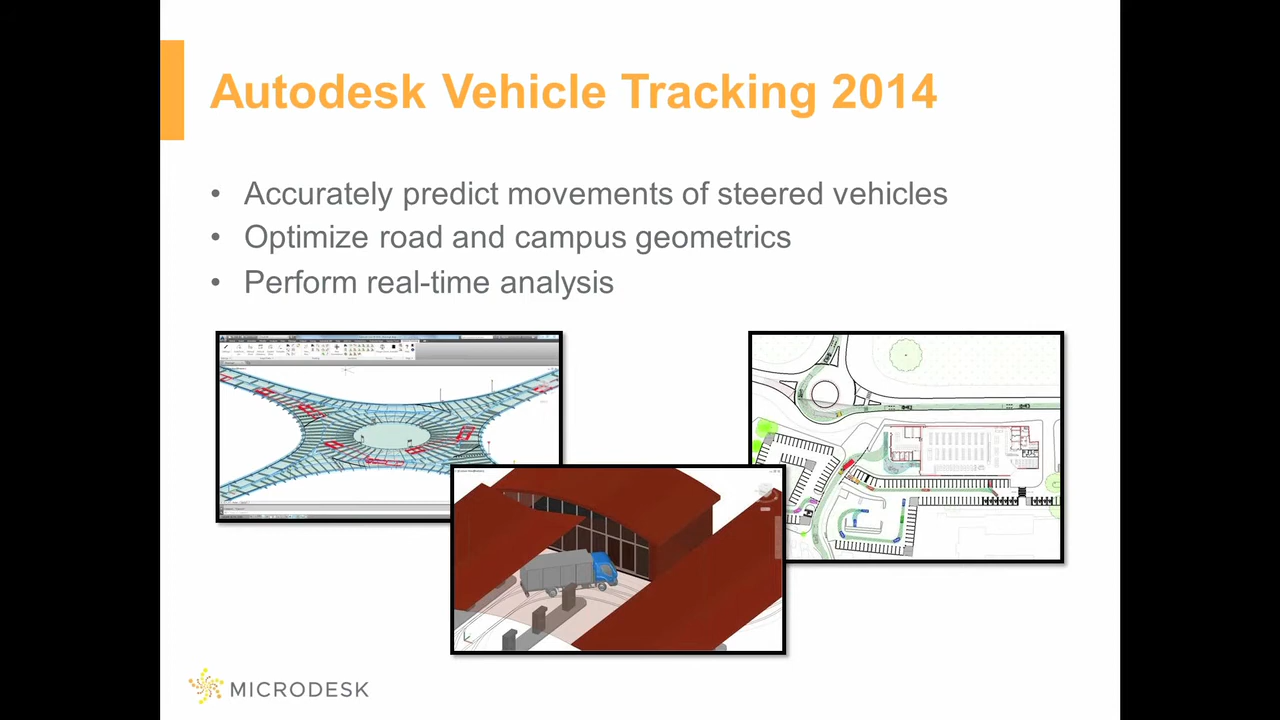 Autodesk Vehicle Tracking 2014
• Accurately predict movements of steered vehicles
• Optimize road and campus geometrics
• Perform real-time analysis
MICRODESK